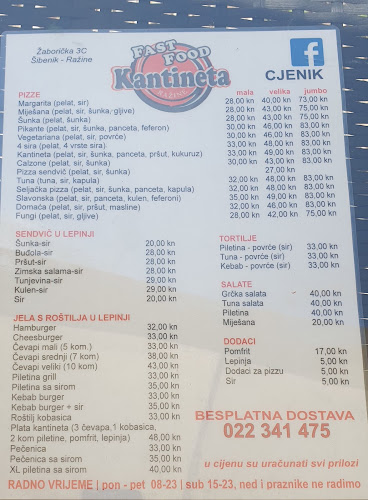 Žaborička 3C
Šibenik - Ražine
FAST FOOD
Kantineta
RAŽINE
f
CJENIK
PIZZE mala velika jumbo
Margarita (pelat, sir) 28,00 kn 40,00 kn 73,00 kn
Miješana (pelat, sir, šunka, gljive) 28,00 kn 43,00 kn 75,00 kn
Šunka (pelat, šunka) 28,00 kn 43,00 kn 75,00 kn
Pikante (pelat, sir, šunka, panceta, feferon) 30,00 kn 46,00 kn 83,00 kn
Vegetariana (pelat, sir, povrće) 30,00 kn 46,00 kn 83,00 kn
4 sira (pelat, 4 vrste sira) 33,00 kn 48,00 kn 83,00 kn
Kantineta (pelat, sir, šunka, panceta, pršut, kukuruz) 33,00 kn 49,00 kn 83,00 kn
Calzone (pelat, sir, šunka) 30,00 kn 43,00 kn 83,00 kn
Pizza sendvič (pelat, sir, šunka) 27,00 kn
Tuna (tuna, sir, kapula) 32,00 kn 48,00 kn 83,00 kn
Seljačka pizza (pelat, sir, šunka, panceta, kapula) 32,00 kn 48,00 kn 83,00 kn
Slavonska (pelat, sir, panceta, kulen, feferoni) 35,00 kn 49,00 kn 83,00 kn
Domaća (pelat, sir, pršut, masline) 32,00 kn 46,00 kn 83,00 kn
Fungi (pelat, sir, gljive) 28,00 kn 42,00 kn 75,00 kn
SENDVIČ U LEPINJI
Šunka-sir 20,00 kn
Buđola-sir 28,00 kn
Pršut-sir 28,00 kn
Zimska salama-sir 28,00 kn
Tunjevina-sir 29,00 kn
Kulen-sir 29,00 kn
Sir 20,00 kn
TORTILJE
Piletina - povrće (sir) 33,00 kn
Tuna - povrće (sir) 33,00 kn
Kebab - povrće (sir) 33,00 kn
SALATE
Grčka salata 40,00 kn
Tuna salata 40,00 kn
Piletina 40,00 kn
Miješana 20,00 kn
JELA S ROŠTILJA U LEPINJI
Hamburger 32,00 kn
Cheesburger 33,00 kn
Čevapi mali (5 kom.) 33,00 kn
Čevapi srednji (7 kom) 38,00 kn
Čevapi veliki (10 kom) 43,00 kn
Piletina grill 33,00 kn
Piletina sa sirom 35,00 kn
Kebab burger 33,00 kn
Kebab burger + sir 35,00 kn
Roštilj kobasica 33,00 kn
Plata kantineta (3 čevapa,1 kobasica,
2 kom piletine, pomfrit, lepinja) 48,00 kn
Pečenica 33,00 kn
Pečenica sa sirom 35,00 kn
XL piletina sa sirom 40,00 kn
DODACI
Pomfrit 17,00 kn
Lepinja 5,00 kn
Dodaci za pizzu 5,00 kn
Sir 5,00 kn
BESPLATNA DOSTAVA
022 341 475
u cijenu su uračunati svi prilozi
RADNO VRIJEME | pon - pet 08-23 | sub 15-23, ned i praznike ne radimo